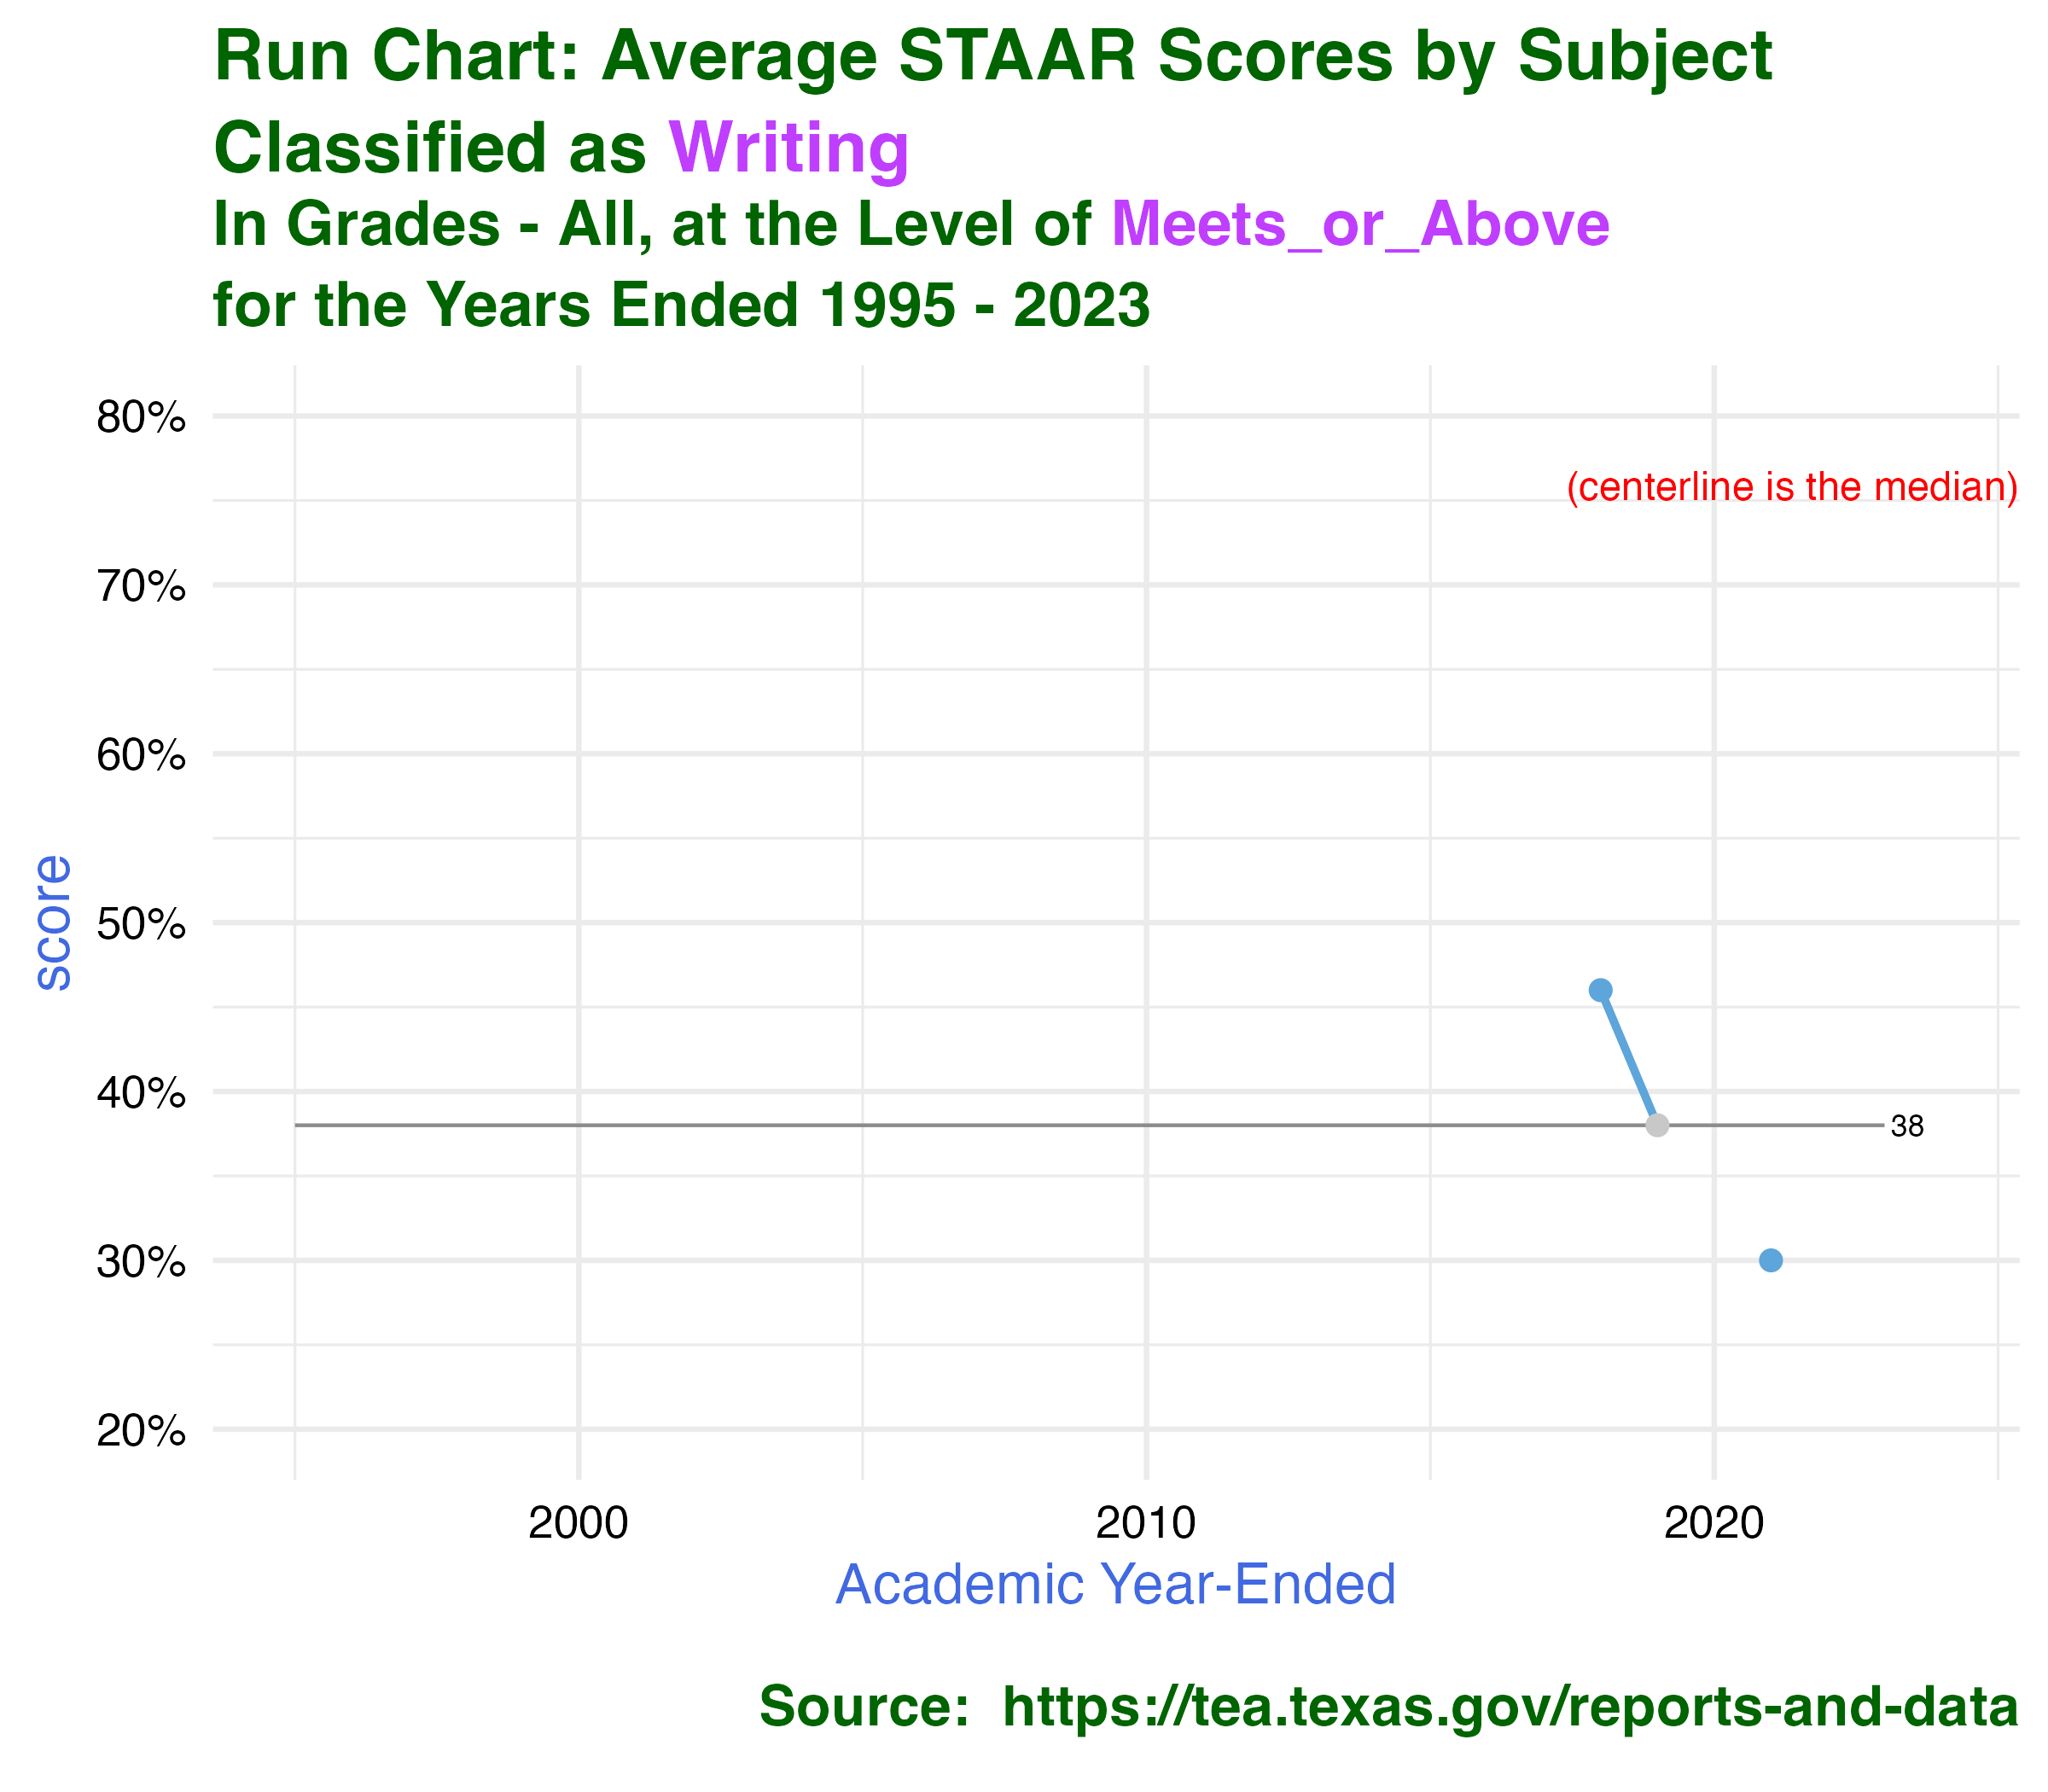 Run Chart: Average STAAR Scores by Subject
Classified as Writing
In Grades - All, at the Level of Meets_or_Above
for the Years Ended 1995 - 2023
80%
(centerline is the median)
70%
60%
50%
score
40%
38
30%
20%
2000 2010 2020
Academic Year-Ended
Source:  https://tea.texas.gov/reports-and-data